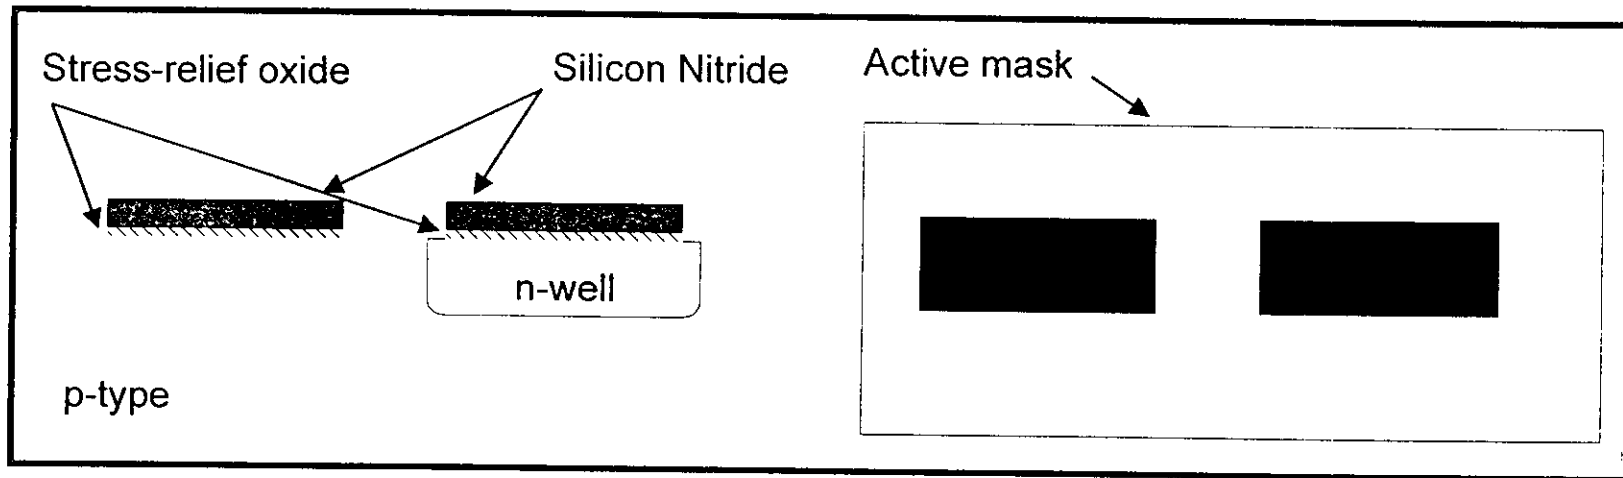 Stress-relief oxide
Silicon Nitride
Active mask
n-well
p-type